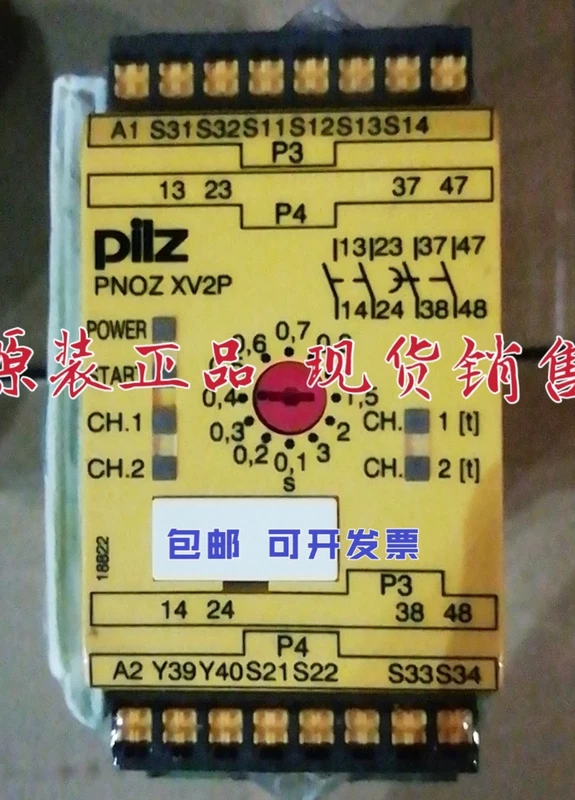 A1 S31 S32 S11 S12 S13 S14
P3
13 23 37 47
P4
pilz
PNOZ XV2P
13 23 37 47
14 24 38 48
POWER
原装正品 现货销售
0,7
0,4 1,5
0,3 2
0,2 0,1 3
s
CH.1
CH.2
CH. 1 [t]
CH. 2 [t]
包邮 可开发票
18822
P3
14 24 38 48
P4
A2 Y39 Y40 S21 S22 S33 S34